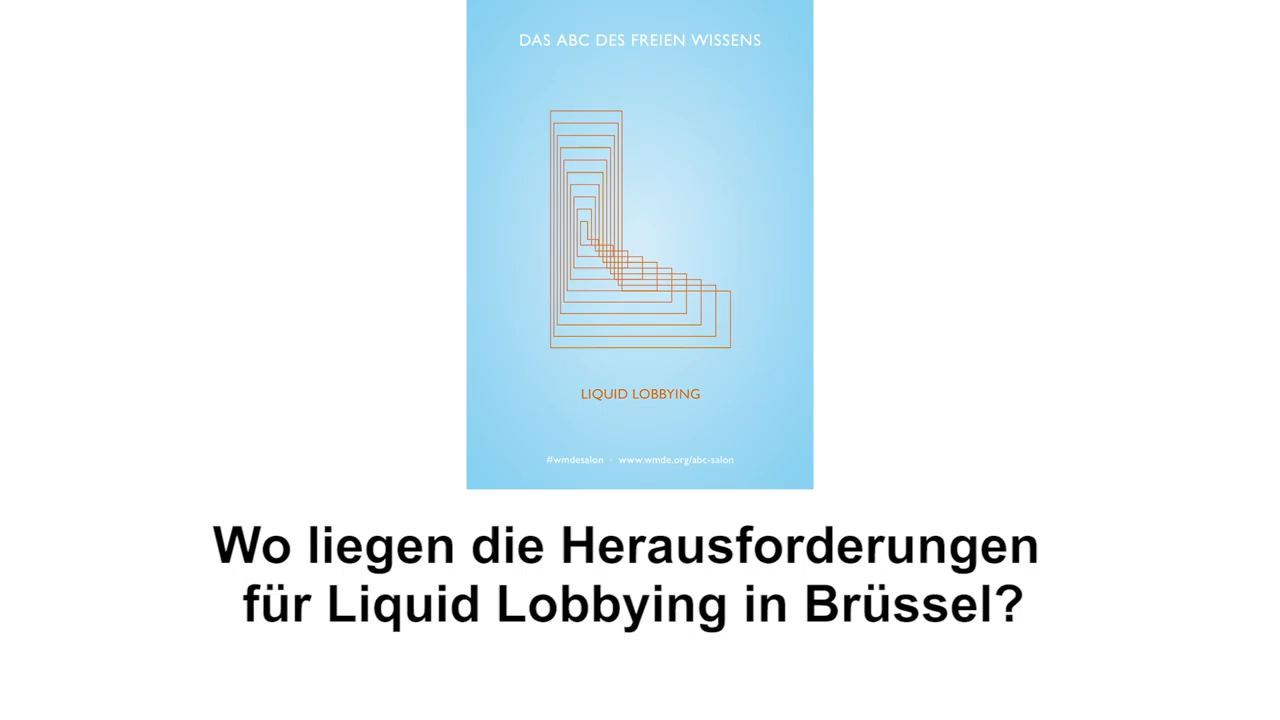 DAS ABC DES FREIEN WISSENS
LIQUID LOBBYING
#wmdesalon · www.wmde.org/abc-salon
Wo liegen die Herausforderungen
für Liquid Lobbying in Brüssel?